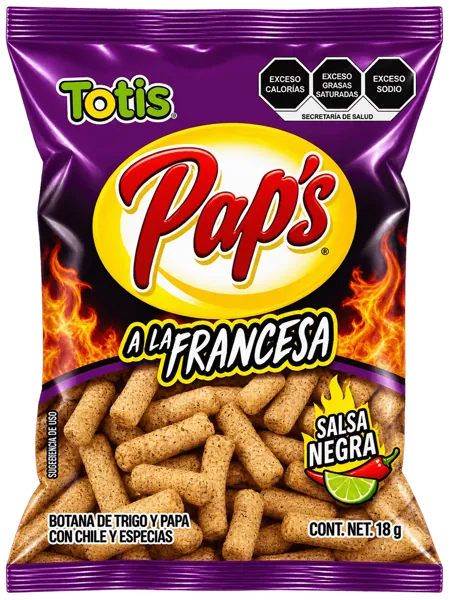 Totis®
EXCESO
CALORÍAS
EXCESO
GRASAS
SATURADAS
EXCESO
SODIO
SECRETARÍA DE SALUD
Pap's®
A LA FRANCESA
SALSA
NEGRA
SUGERENCIA DE USO
BOTANA DE TRIGO Y PAPA
CON CHILE Y ESPECIAS
CONT. NET. 18 g